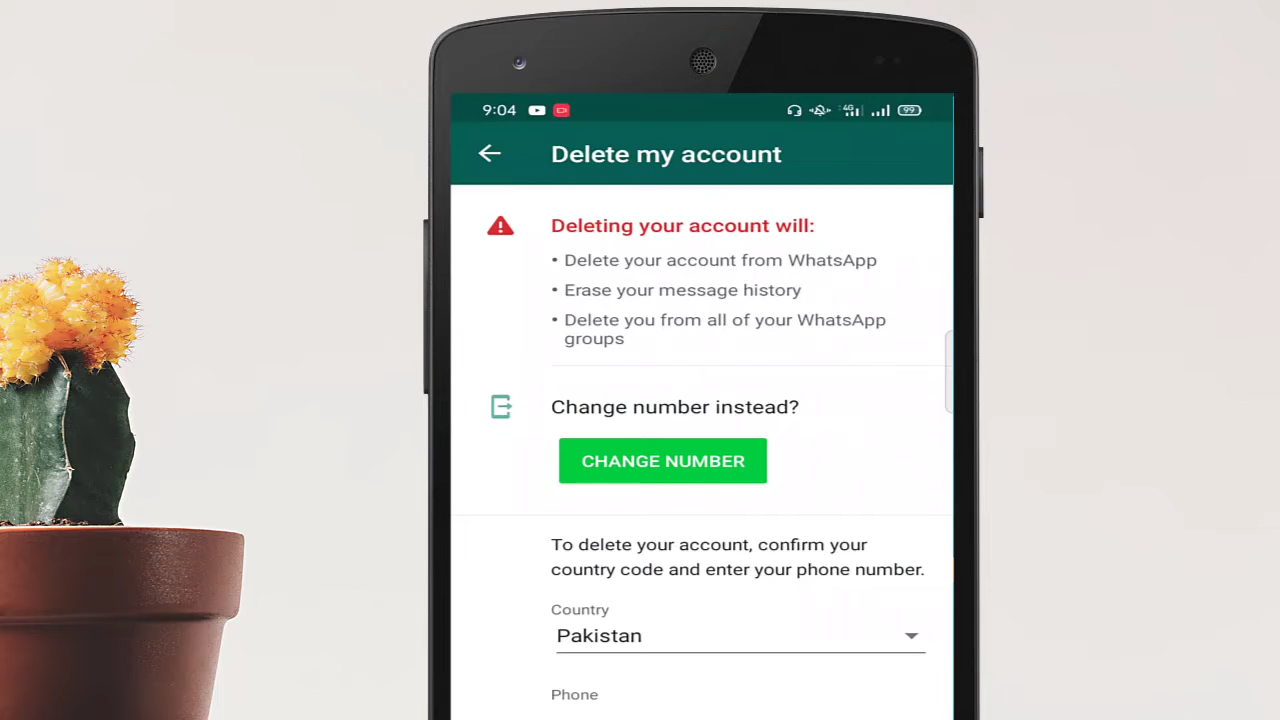 9:04 4G 99
Delete my account
Deleting your account will:
• Delete your account from WhatsApp
• Erase your message history
• Delete you from all of your WhatsApp
groups
Change number instead?
CHANGE NUMBER
To delete your account, confirm your
country code and enter your phone number.
Country
Pakistan
Phone